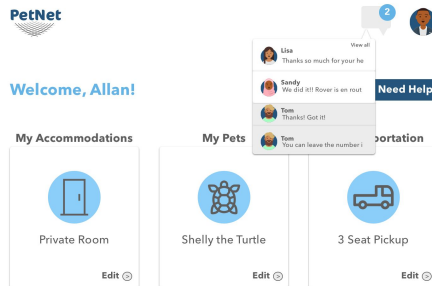 PetNet
2
View all
Lisa
Thanks so much for your he
Sandy
We did it!! Rover is en rout
Tom
Thanks! Got it!
Tom
You can leave the number i
Welcome, Allan!
Need Help
My Accommodations
My Pets
portation
Private Room
Shelly the Turtle
3 Seat Pickup
Edit
Edit
Edit